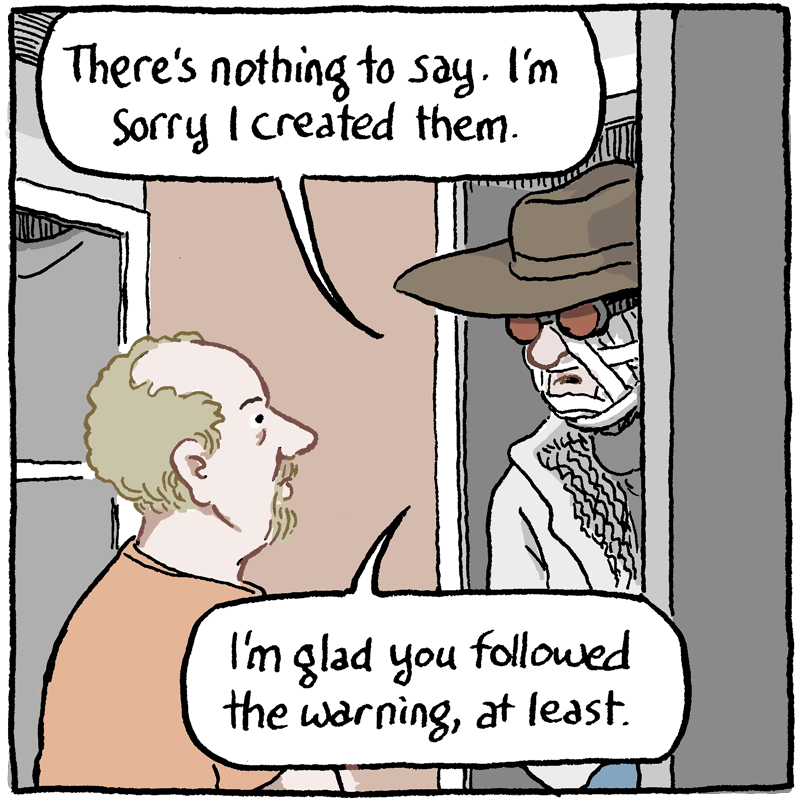 There's nothing to say. I'm
sorry I created them.
I'm glad you followed
the warning, at least.